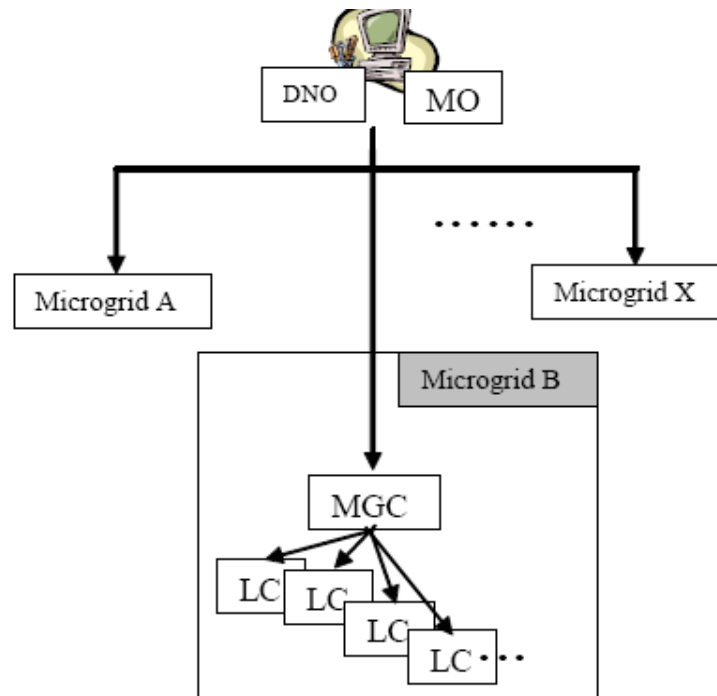 DNO
MO
......
Microgrid A
Microgrid X
Microgrid B
MGC
LC
LC
LC
LC ...